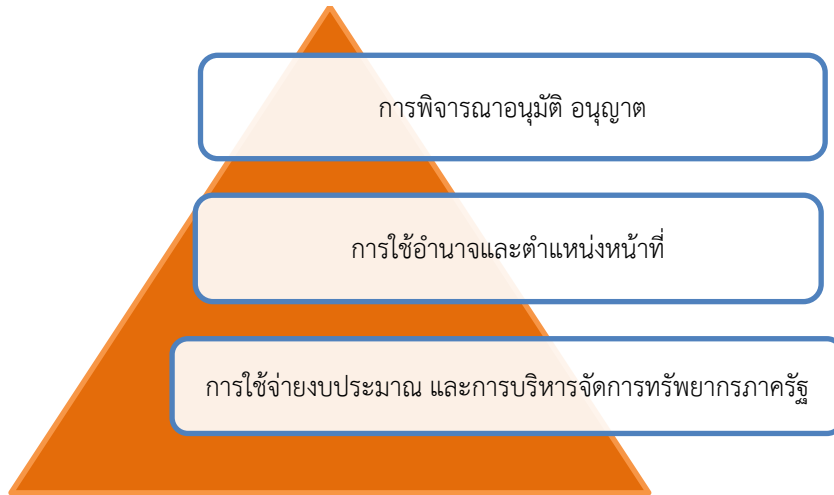 การพิจารณาอนุมัติ อนุญาต
การใช้อำนาจและตำแหน่งหน้าที่
การใช้จ่ายงบประมาณ และการบริหารจัดการทรัพยากรภาครัฐ